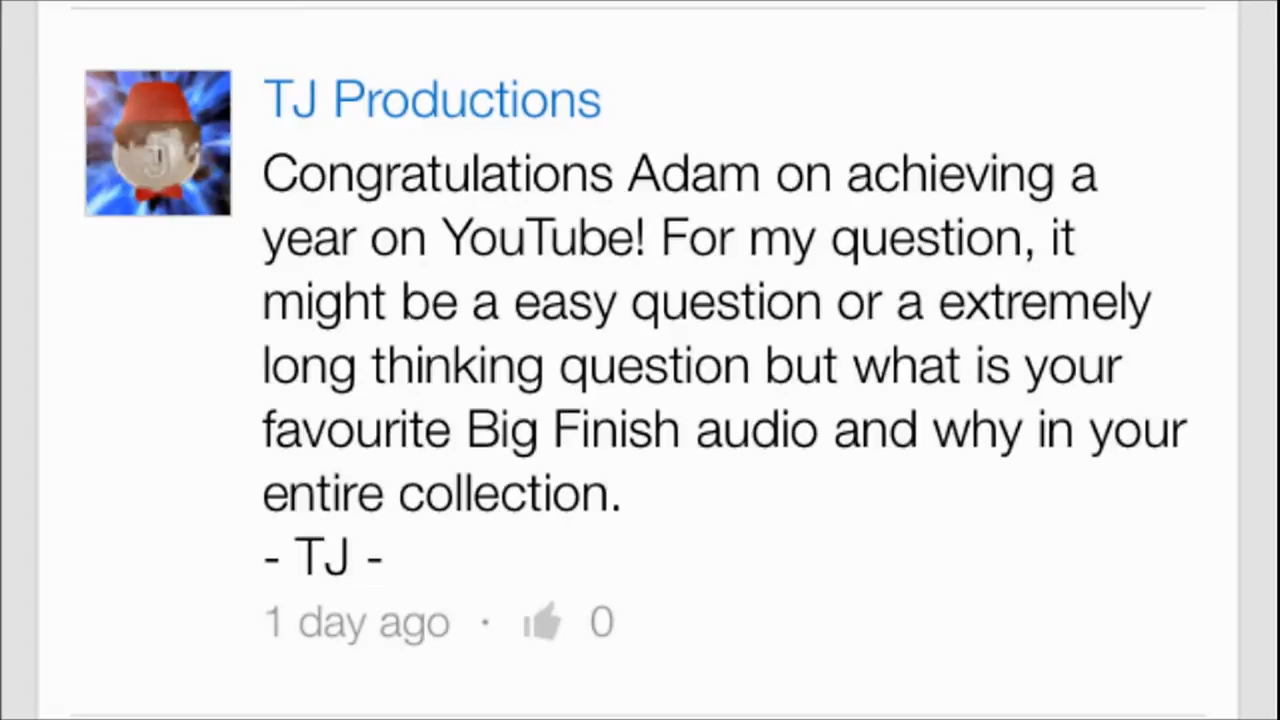 TJ Productions
Congratulations Adam on achieving a
year on YouTube! For my question, it
might be a easy question or a extremely
long thinking question but what is your
favourite Big Finish audio and why in your
entire collection.
- TJ -
1 day ago · 0